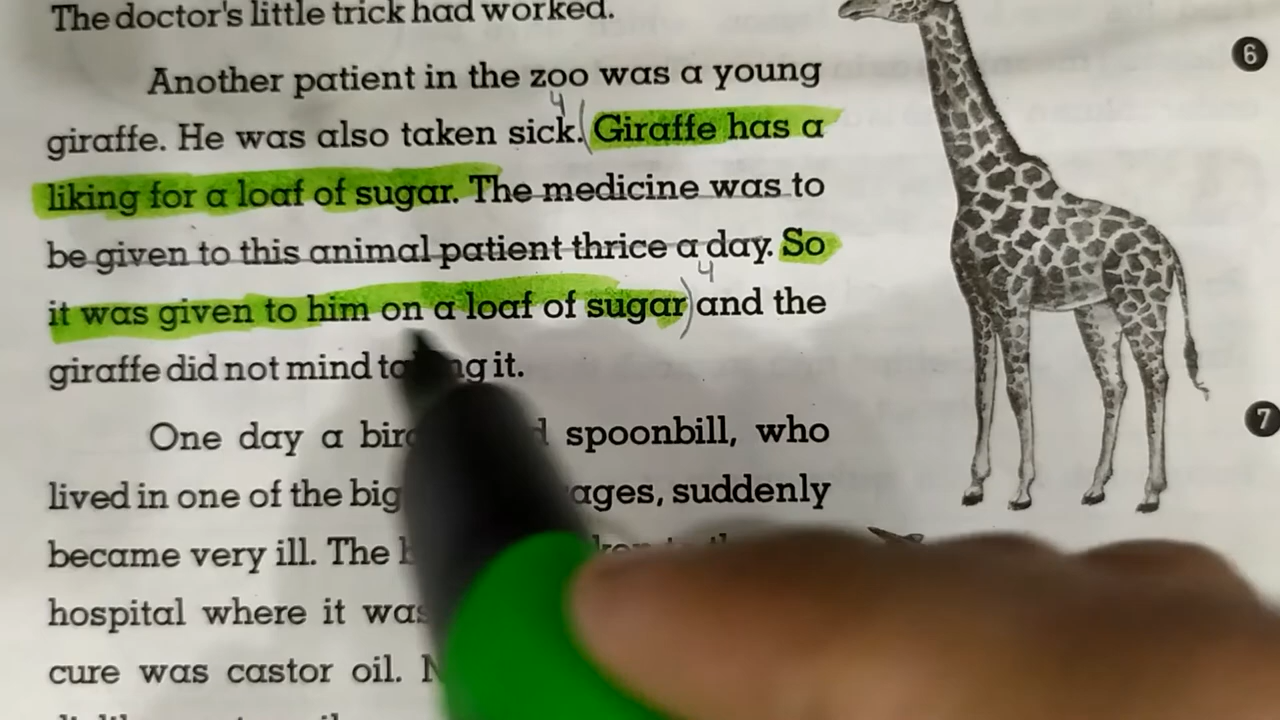 The doctor's little trick had worked.
Another patient in the zoo was a young
6
4
giraffe. He was also taken sick. (Giraffe has a
liking for a loaf of sugar. The medicine was to
be given to this animal patient thrice a day. So
4
it was given to him on a loaf of sugar) and the
giraffe did not mind it.
7
One day a spoonbill, who
lived in one of the big suddenly
became very ill. The
hospital where it was
cure was castor oil.